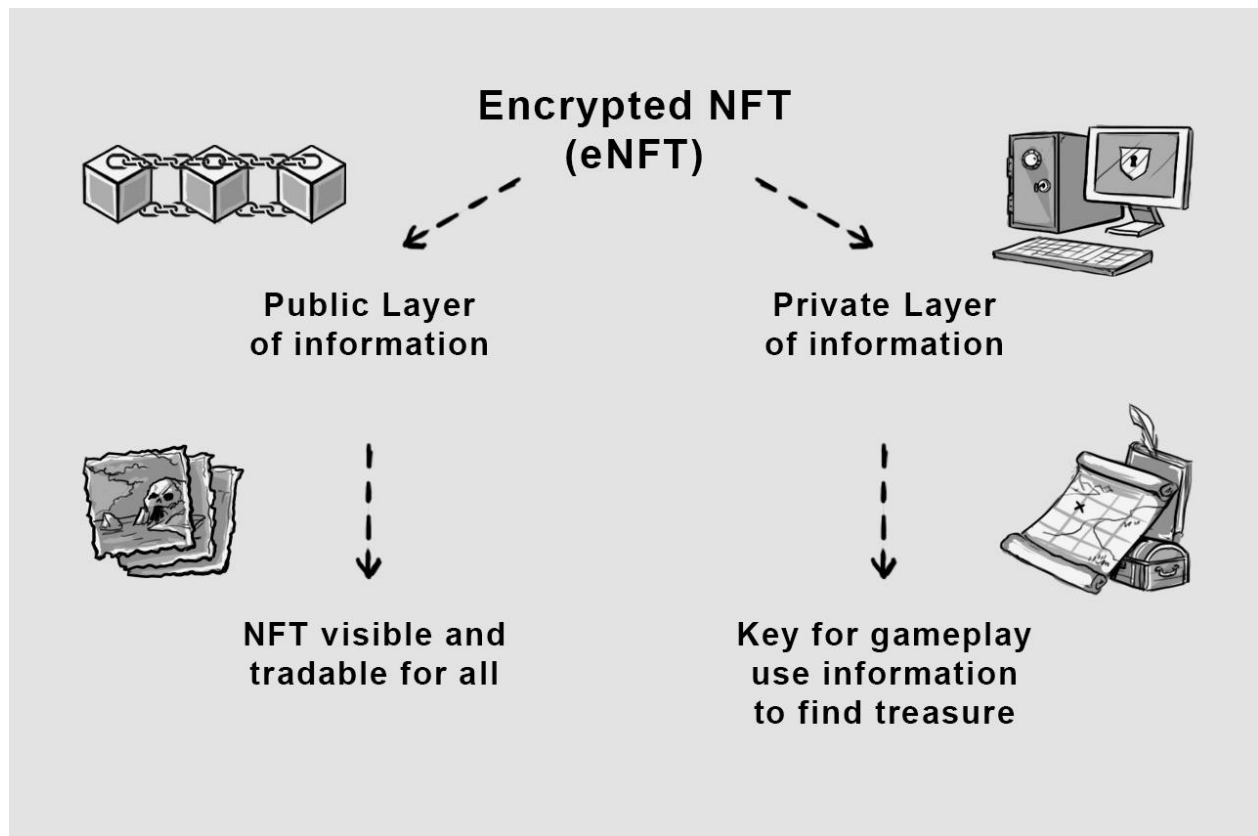 Encrypted NFT
(eNFT)
Public Layer
of information
Private Layer
of information
NFT visible and
tradable for all
Key for gameplay
use information
to find treasure